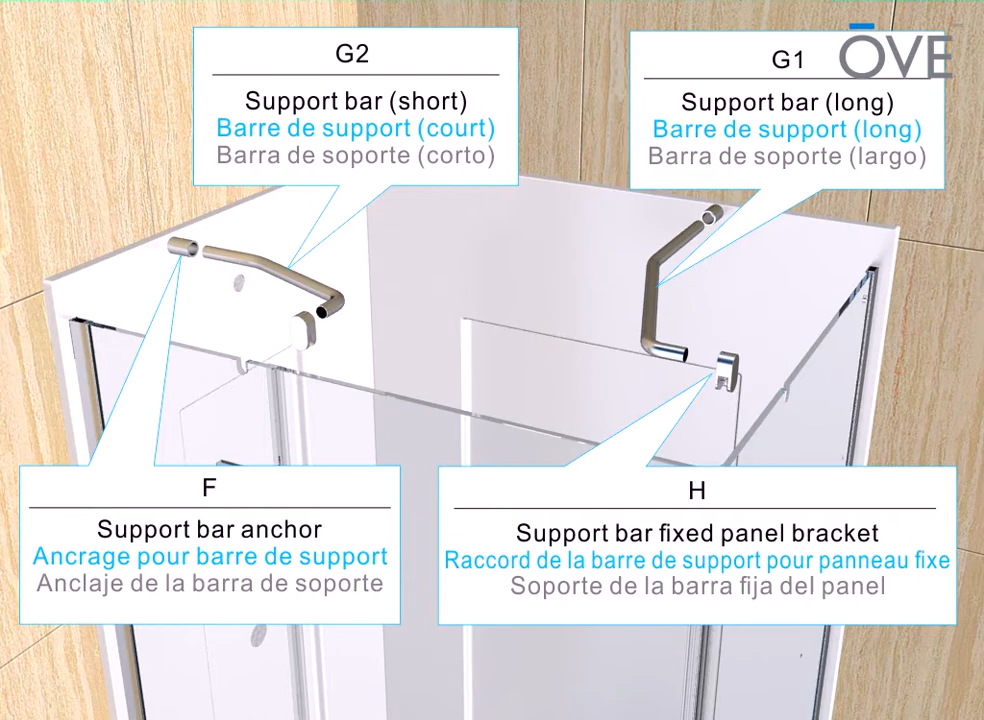 G2
Support bar (short)
Barre de support (court)
Barra de soporte (corto)
G1
ŌVE
Support bar (long)
Barre de support (long)
Barra de soporte (largo)
F
Support bar anchor
Ancrage pour barre de support
Anclaje de la barra de soporte
H
Support bar fixed panel bracket
Raccord de la barre de support pour panneau fixe
Soporte de la barra fija del panel